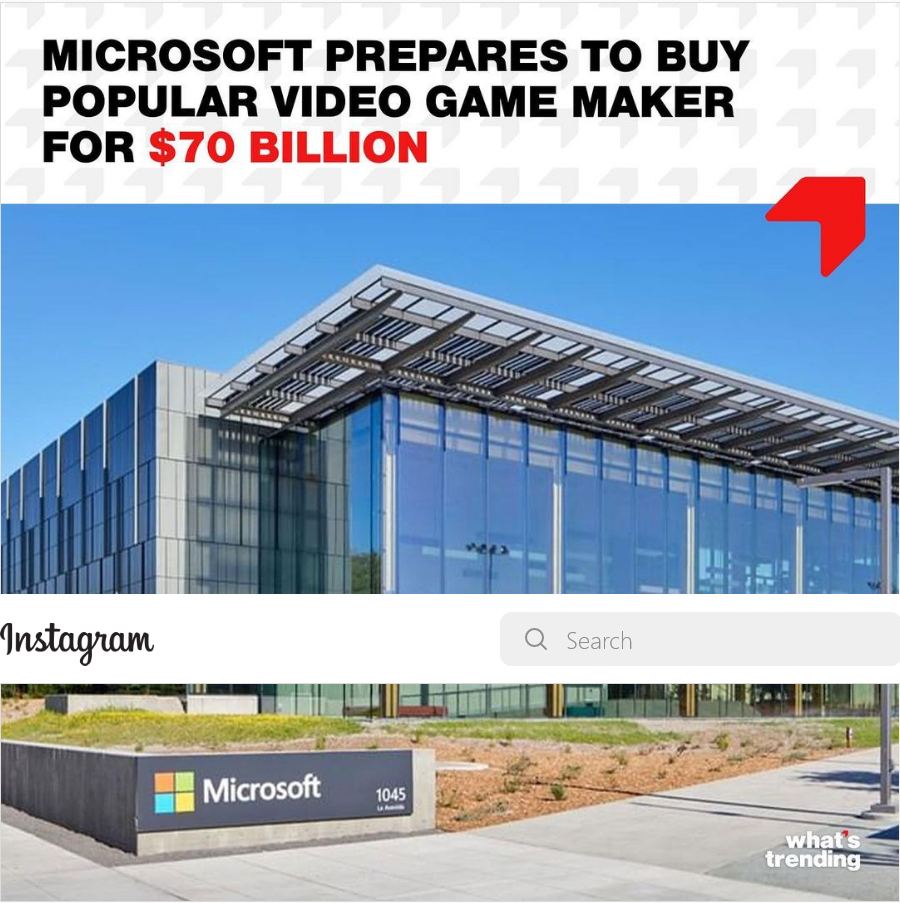 MICROSOFT PREPARES TO BUY
POPULAR VIDEO GAME MAKER
FOR $70 BILLION
Instagram
Search
Microsoft
1045
La Avenida
what's
trending